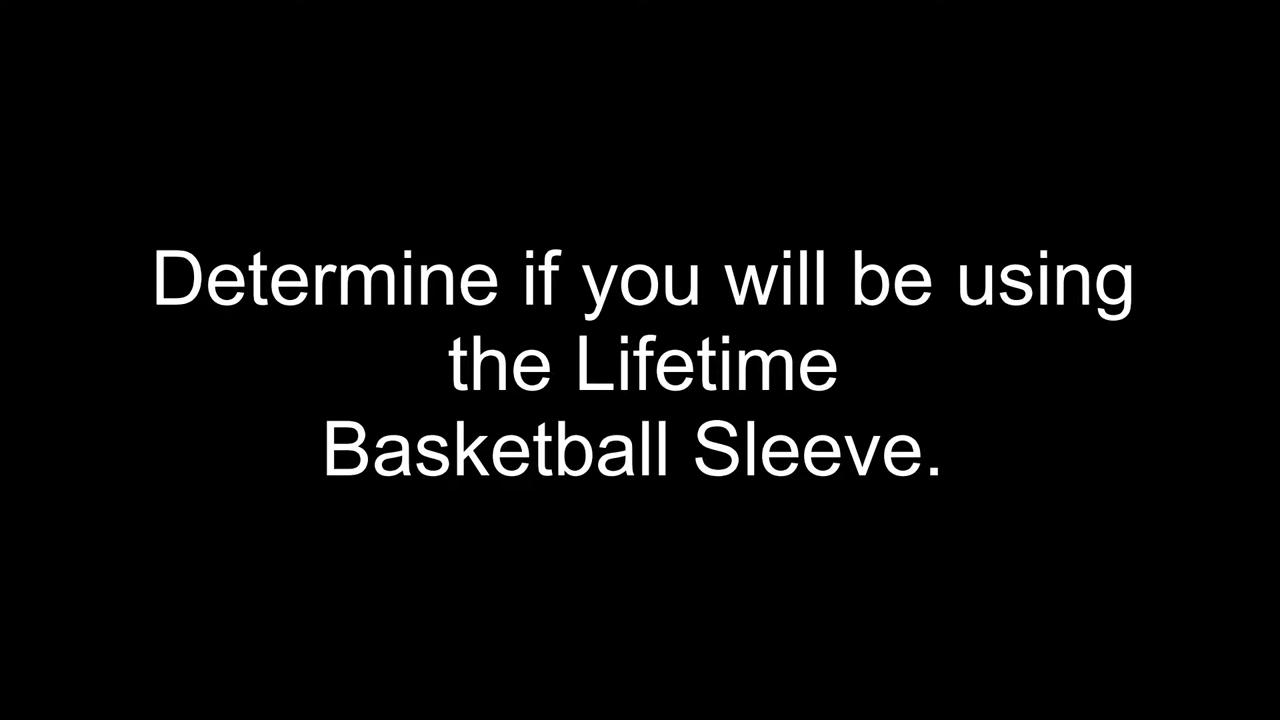 Determine if you will be using
the Lifetime
Basketball Sleeve.